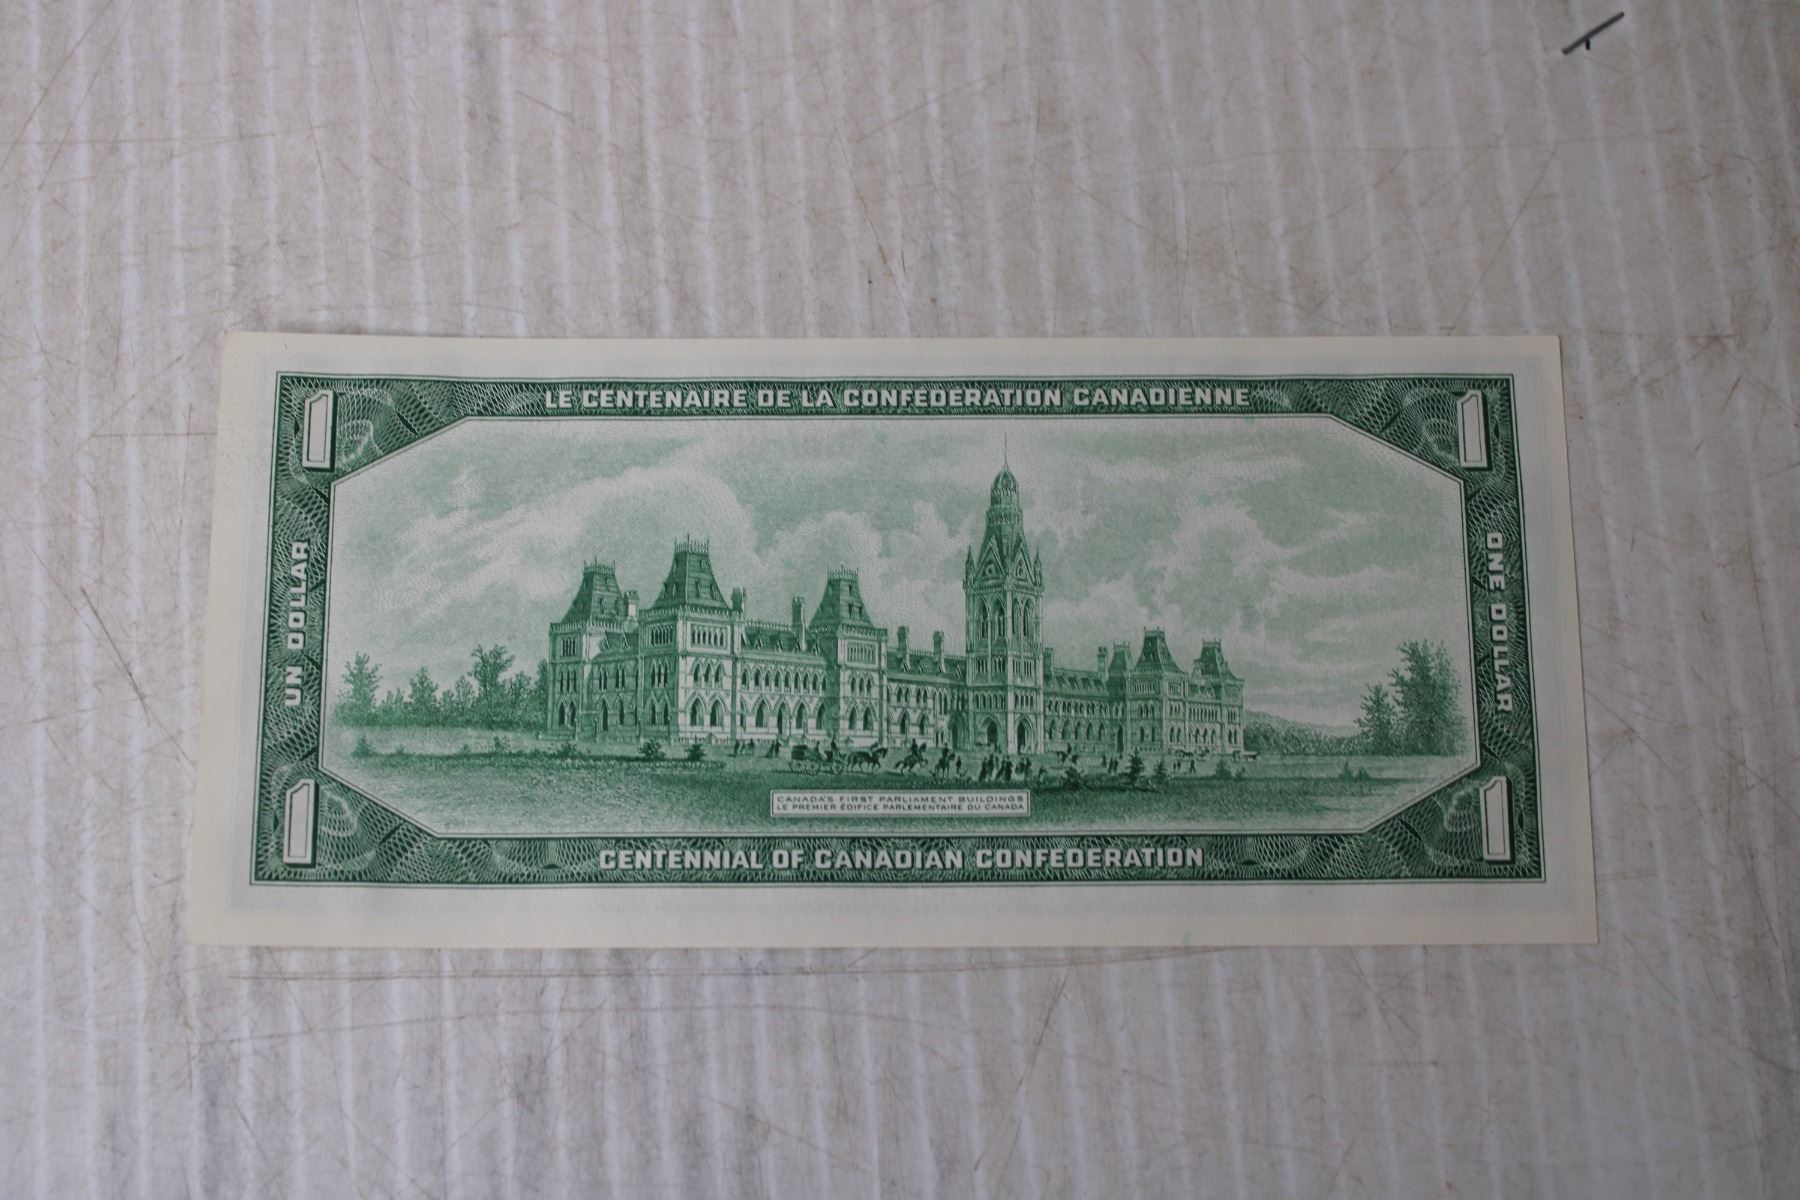 1
LE CENTENAIRE DE LA CONFEDERATION CANADIENNE
1
UN DOLLAR
ONE DOLLAR
CANADA'S FIRST PARLIAMENT BUILDINGS
LE PREMIER ÉDIFICE PARLEMENTAIRE DU CANADA
1
CENTENNIAL OF CANADIAN CONFEDERATION
1